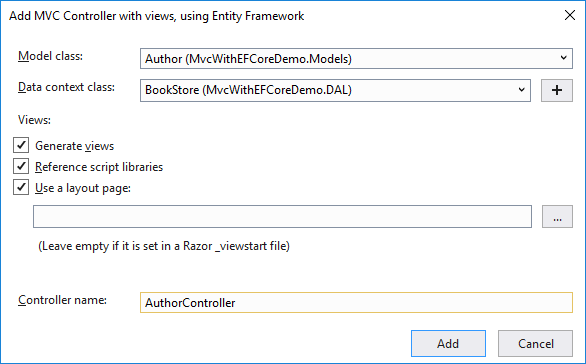 Add MVC Controller with views, using Entity Framework
Model class: Author (MvcWithEFCoreDemo.Models)
Data context class: BookStore (MvcWithEFCoreDemo.DAL) +
Views:
Generate views
Reference script libraries
Use a layout page:
...
(Leave empty if it is set in a Razor _viewstart file)
Controller name: AuthorController
Add Cancel